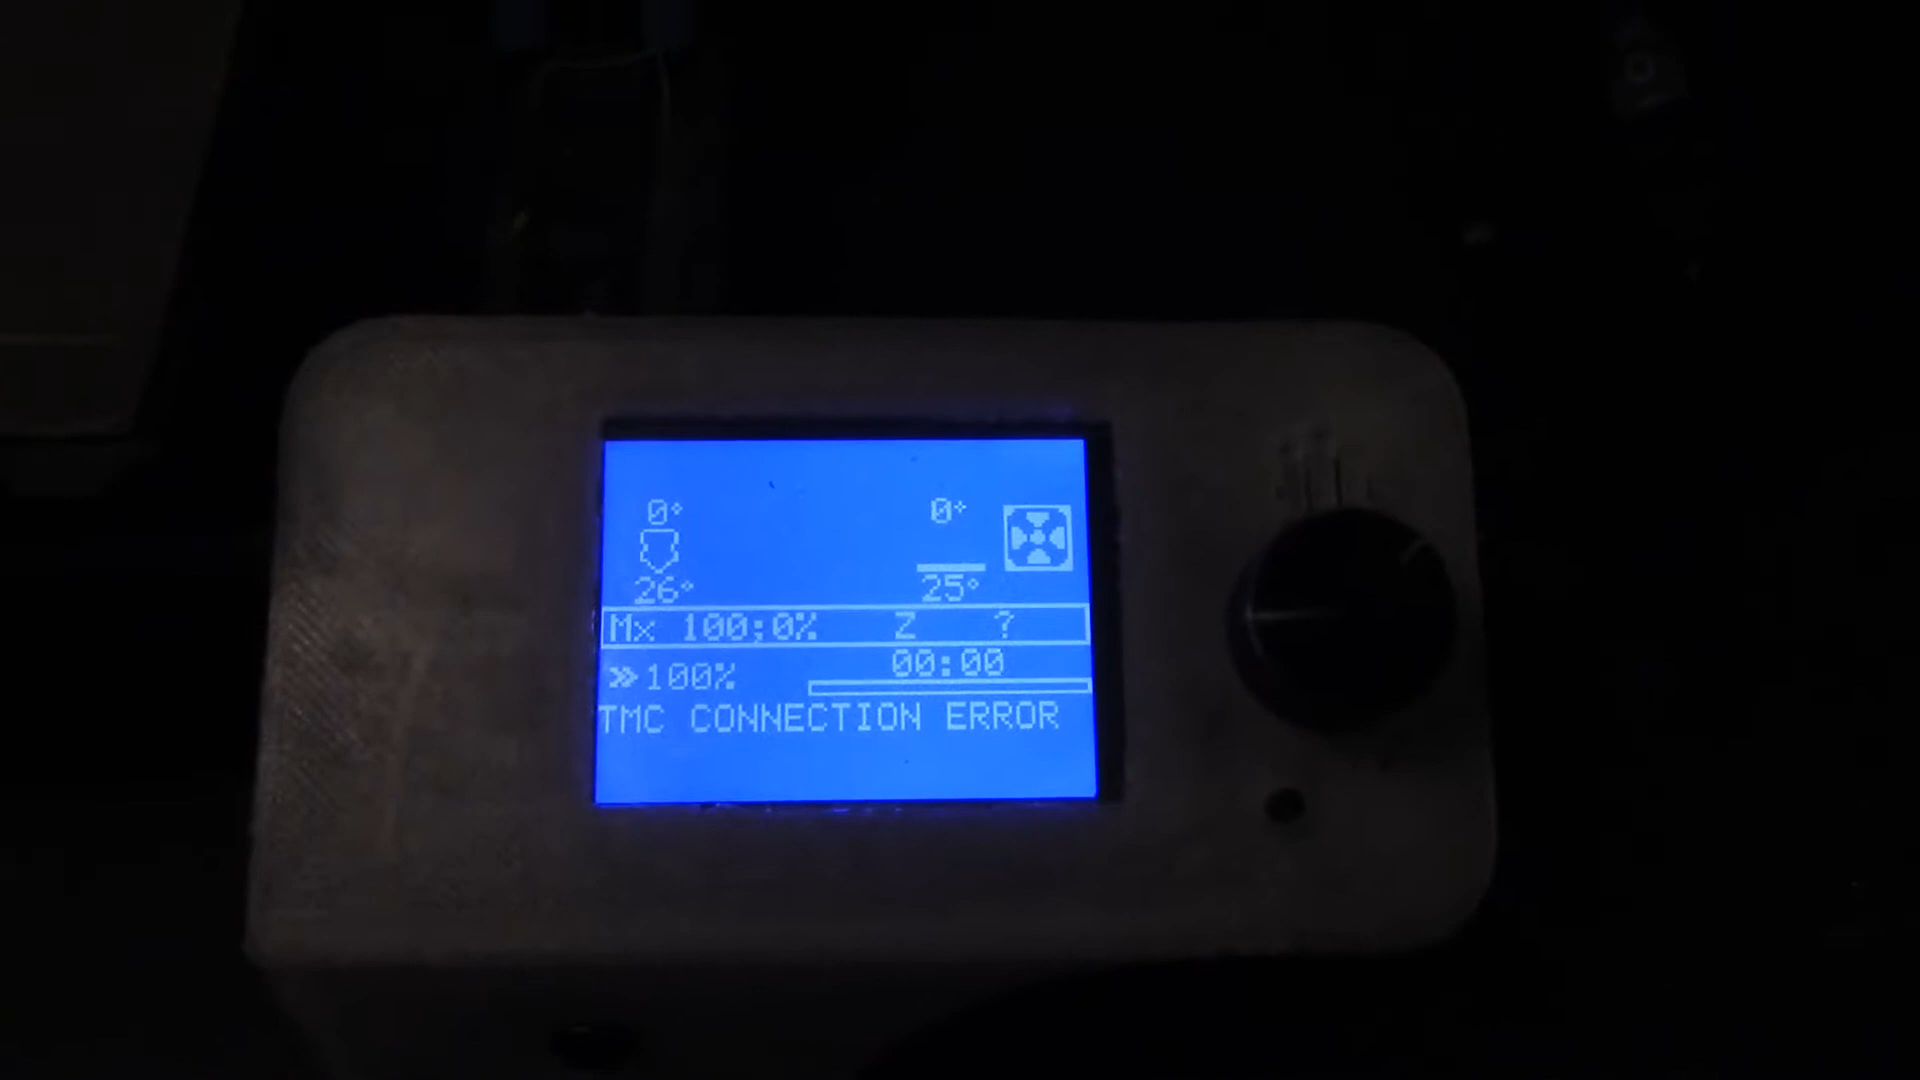 0° 0°
26° 25°
Mx 100;0% Z ?
00:00
»100%
TMC CONNECTION ERROR